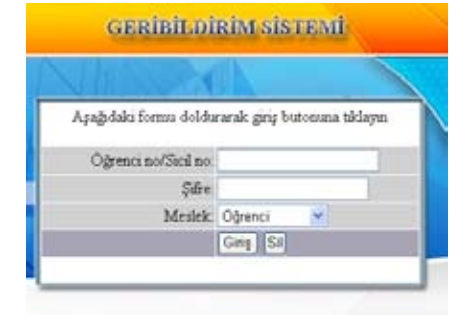 GERİBİLDİRİM SİSTEMİ
Aşağıdaki formu doldurarak giriş butonuna tıklayın
Öğrenci no/Sicil no:
Şifre:
Meslek: Öğrenci
Giriş Sil